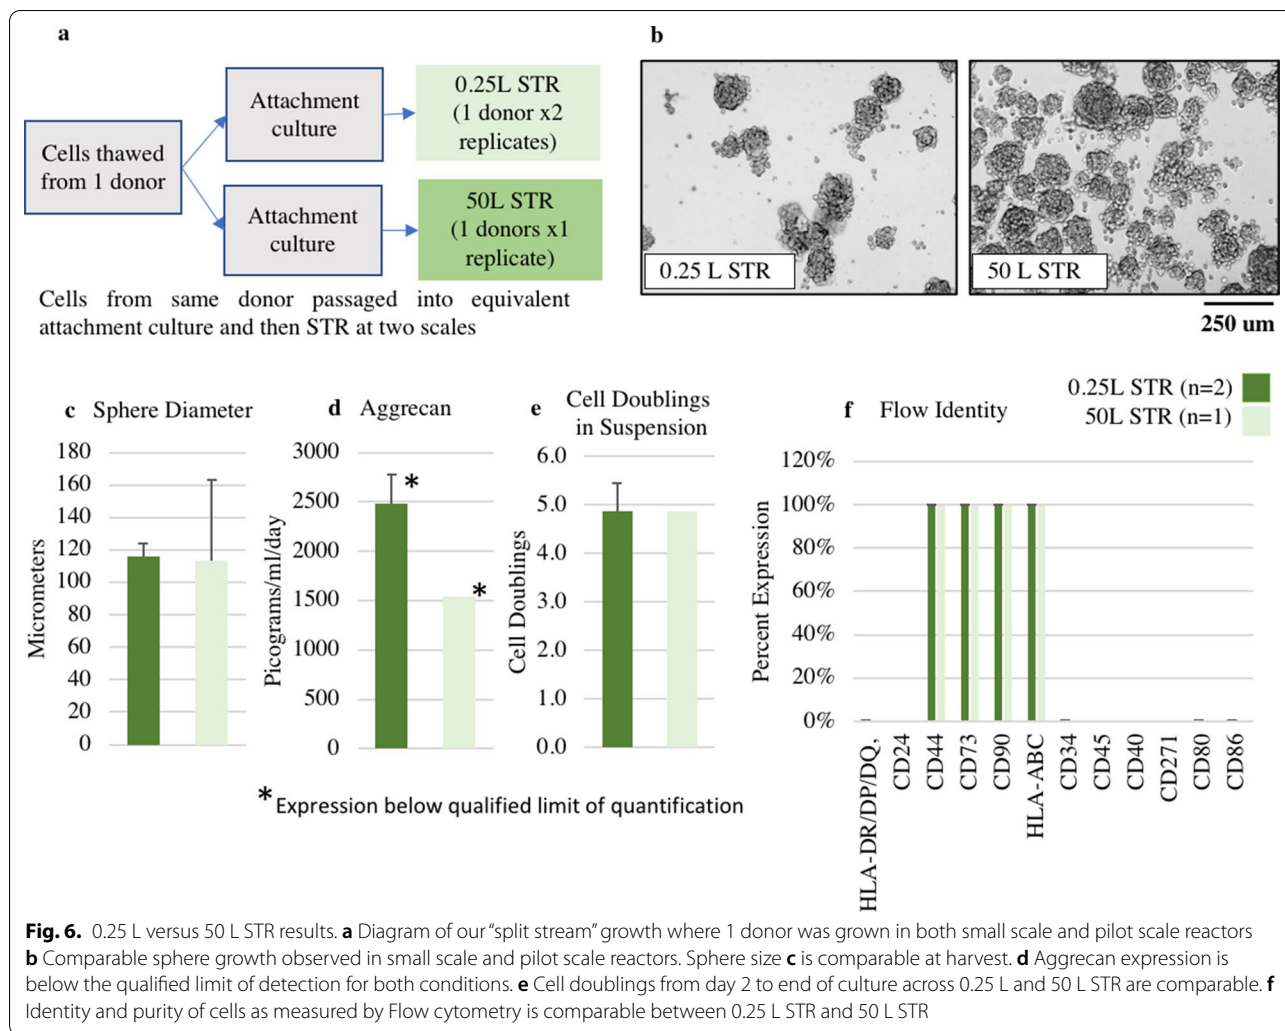 a
Cells thawed
from 1 donor
Attachment
culture
0.25L STR
(1 donor x2
replicates)
Attachment
culture
50L STR
(1 donors x1
replicate)
Cells from same donor passaged into equivalent
attachment culture and then STR at two scales
b
0.25 L STR
50 L STR
250 um
0.25L STR (n=2)
50L STR (n=1)
c Sphere Diameter
Micrometers
180
160
140
120
100
80
60
40
20
0
d Aggrecan
Picograms/ml/day
3000
2500
2000
1500
1000
500
0
*
*
e Cell Doublings
in Suspension
Cell Doublings
6.0
5.0
4.0
3.0
2.0
1.0
0.0
*Expression below qualified limit of quantification
f Flow Identity
Percent Expression
120%
100%
80%
60%
40%
20%
0%
HLA-DR/DP/DQ,
CD24
CD44
CD73
CD90
HLA-ABC
CD34
CD45
CD40
CD271
CD80
CD86
Fig. 6. 0.25 L versus 50 L STR results. a Diagram of our “split stream” growth where 1 donor was grown in both small scale and pilot scale reactors
b Comparable sphere growth observed in small scale and pilot scale reactors. Sphere size c is comparable at harvest. d Aggrecan expression is
below the qualified limit of detection for both conditions. e Cell doublings from day 2 to end of culture across 0.25 L and 50 L STR are comparable. f
Identity and purity of cells as measured by Flow cytometry is comparable between 0.25 L STR and 50 L STR